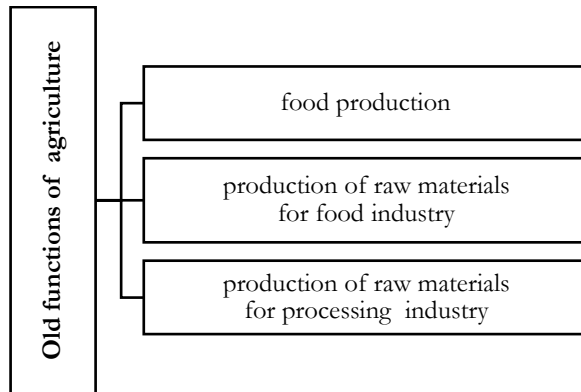 Old functions of agriculture
food production
production of raw materials
for food industry
production of raw materials
for processing industry